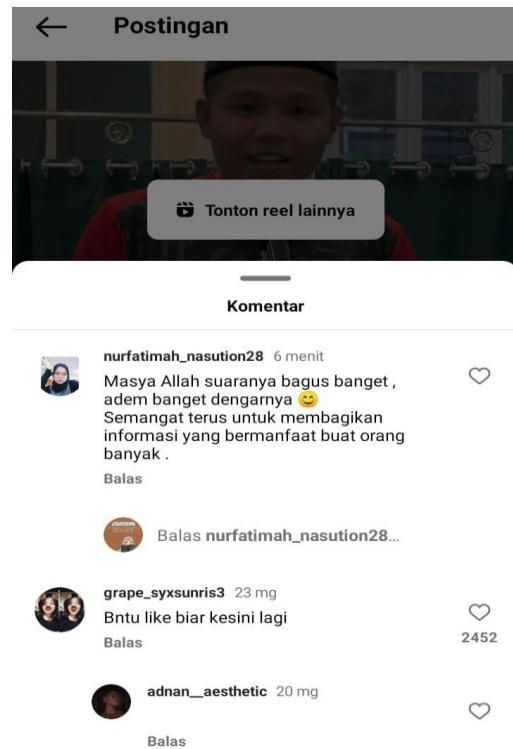 Postingan
Tonton reel lainnya
Komentar
nurfatimah_nasution28 6 menit
Masya Allah suaranya bagus banget ,
adem banget dengarnya 😊
Semangat terus untuk membagikan
informasi yang bermanfaat buat orang
banyak .
Balas
Balas nurfatimah_nasution28...
grape_syxsunris3 23 mg
Bntu like biar kesini lagi
2452
Balas
adnan__aesthetic 20 mg
Balas